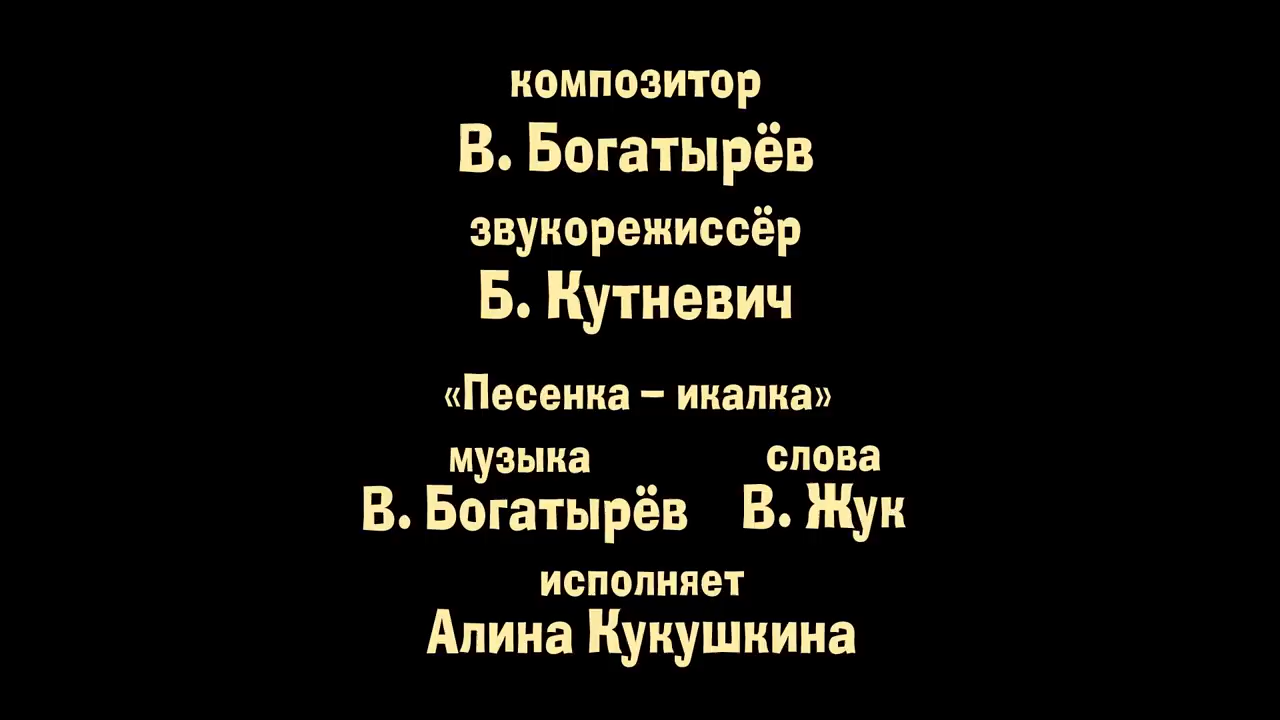 композитор
В. Богатырёв
звукорежиссёр
Б. Кутневич
«Песенка – икалка»
музыка слова
В. Богатырёв В. Жук
исполняет
Алина Кукушкина